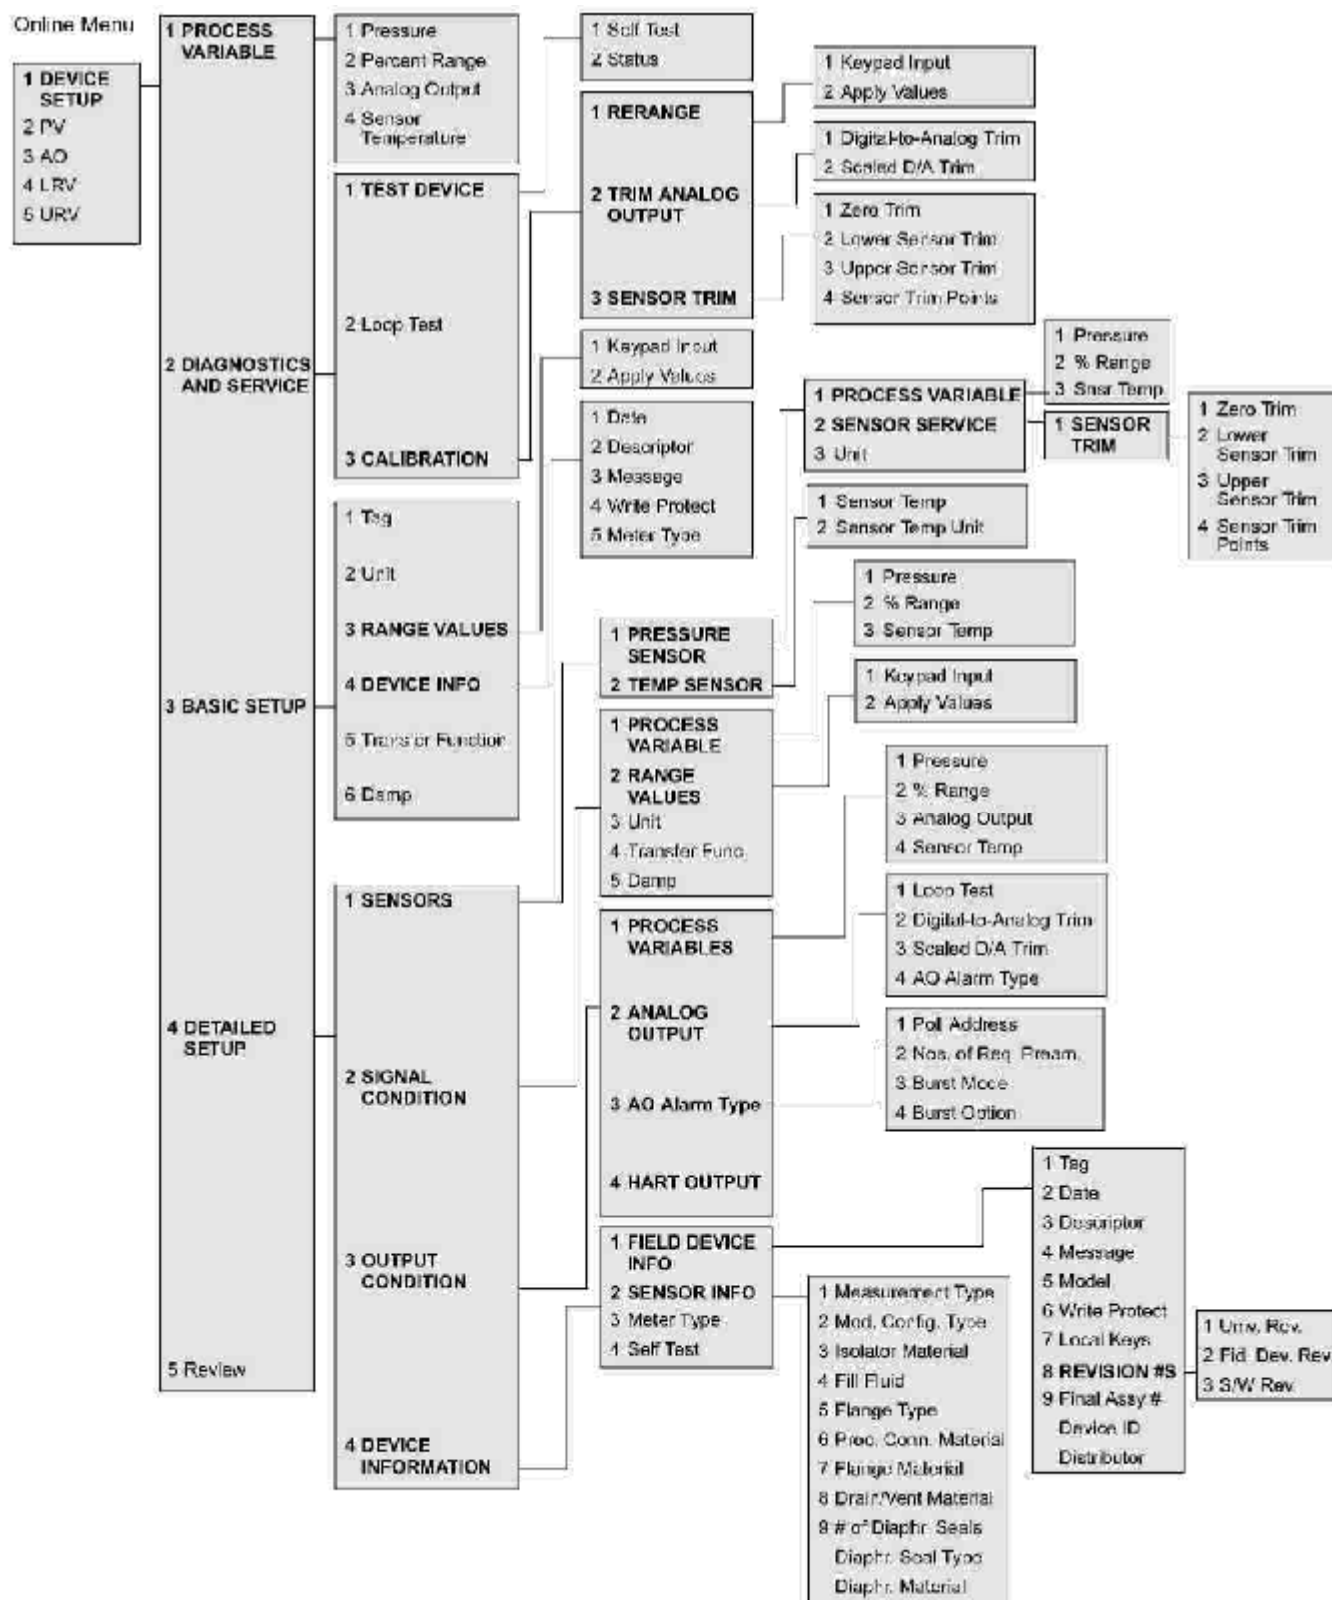 Online Menu
1 DEVICE
SETUP
2 PV
3 AO
4 LRV
5 URV
1 PROCESS
VARIABLE
2 DIAGNOSTICS
AND SERVICE
3 BASIC SETUP
4 DETAILED
SETUP
5 Review
1 Pressure
2 Percent Range
3 Analog Output
4 Sensor
Temperature
1 TEST DEVICE
2 Loop Test
3 CALIBRATION
1 Tag
2 Unit
3 RANGE VALUES
4 DEVICE INFO
5 Transfer Function
6 Damp
1 SENSORS
2 SIGNAL
CONDITION
3 OUTPUT
CONDITION
4 DEVICE
INFORMATION
1 Self Test
2 Status
1 RERANGE
2 TRIM ANALOG
OUTPUT
3 SENSOR TRIM
1 Keypad Input
2 Apply Values
1 Date
2 Descriptor
3 Message
4 Write Protect
5 Meter Type
1 PRESSURE
SENSOR
2 TEMP SENSOR
1 PROCESS
VARIABLE
2 RANGE
VALUES
3 Unit
4 Transfer Func
5 Damp
1 PROCESS
VARIABLES
2 ANALOG
OUTPUT
3 AO Alarm Type
4 HART OUTPUT
1 FIELD DEVICE
INFO
2 SENSOR INFO
3 Meter Type
4 Self Test
1 Keypad Input
2 Apply Values
1 Digital-to-Analog Trim
2 Scaled D/A Trim
1 Zero Trim
2 Lower Sensor Trim
3 Upper Sensor Trim
4 Sensor Trim Points
1 PROCESS VARIABLE
2 SENSOR SERVICE
3 Unit
1 Sensor Temp
2 Sensor Temp Unit
1 Pressure
2 % Range
3 Sensor Temp
1 Keypad Input
2 Apply Values
1 Pressure
2 % Range
3 Analog Output
4 Sensor Temp
1 Loop Test
2 Digital-to-Analog Trim
3 Scaled D/A Trim
4 AO Alarm Type
1 Poll Address
2 Nos. of Req. Pream.
3 Burst Mode
4 Burst Option
1 Measurement Type
2 Mod. Config. Type
3 Isolator Material
4 Fill Fluid
5 Flange Type
6 Proc. Conn. Material
7 Flange Material
8 Drain/Vent Material
9 # of Diaphr. Seals
Diaphr. Seal Type
Diaphr. Material
1 Pressure
2 % Range
3 Snsr Temp
1 SENSOR
TRIM
1 Zero Trim
2 Lower
Sensor Trim
3 Upper
Sensor Trim
4 Sensor Trim
Points
1 Tag
2 Date
3 Descriptor
4 Message
5 Model
6 Write Protect
7 Local Keys
8 REVISION #S
9 Final Assy #
Device ID
Distributor
1 Univ. Rev.
2 Fld. Dev. Rev
3 S/W Rev.